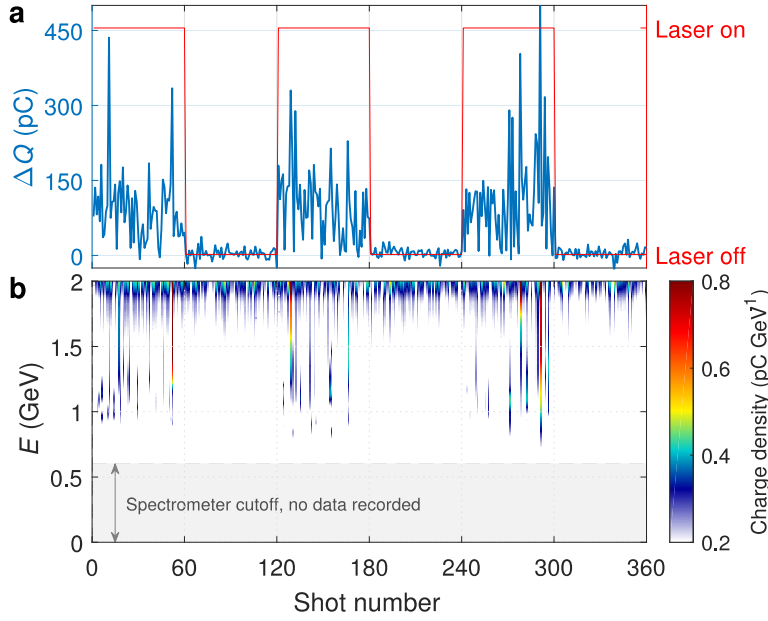 a
450
300
150
0
ΔQ (pC)
Laser on
Laser off
b
2
1.5
1
0.5
0
E (GeV)
Spectrometer cutoff, no data recorded
0 60 120 180 240 300 360
Shot number
0.8
0.6
0.4
0.2
Charge density (pC GeV¹)